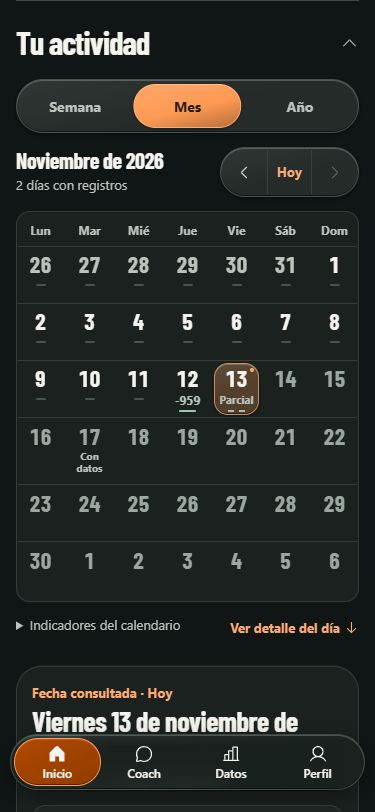 Tu actividad
Semana Mes Año
Noviembre de 2026
2 días con registros
Hoy
Lun Mar Mié Jue Vie Sáb Dom
26 27 28 29 30 31 1
2 3 4 5 6 7 8
9 10 11 12 13 14 15
-959 Parcial
16 17 18 19 20 21 22
Con
datos
23 24 25 26 27 28 29
30 1 2 3 4 5 6
Indicadores del calendario Ver detalle del día
Fecha consultada · Hoy
Viernes 13 de noviembre de
Inicio Coach Datos Perfil